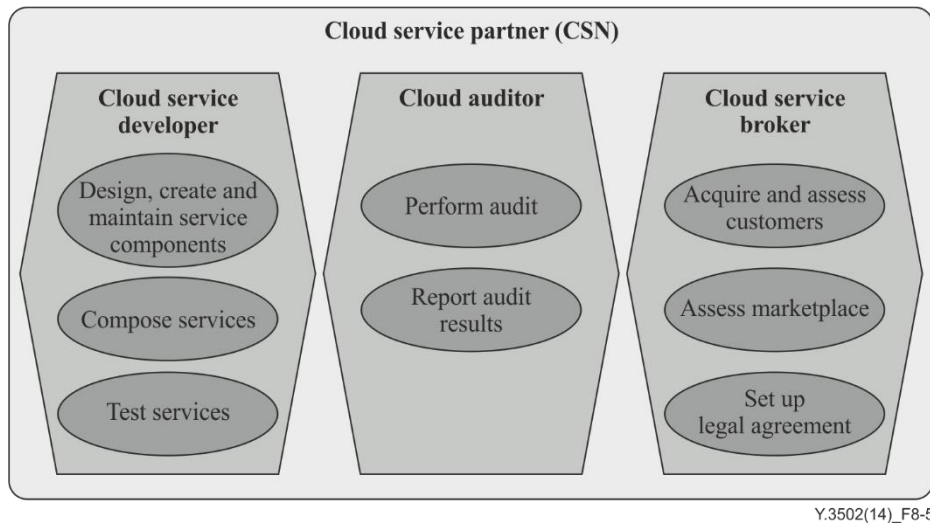 Cloud service partner (CSN)
Cloud service
developer
Design, create and
maintain service
components
Compose services
Test services
Cloud auditor
Perform audit
Report audit
results
Cloud service
broker
Acquire and assess
customers
Assess marketplace
Set up
legal agreement
Y.3502(14)_F8-5